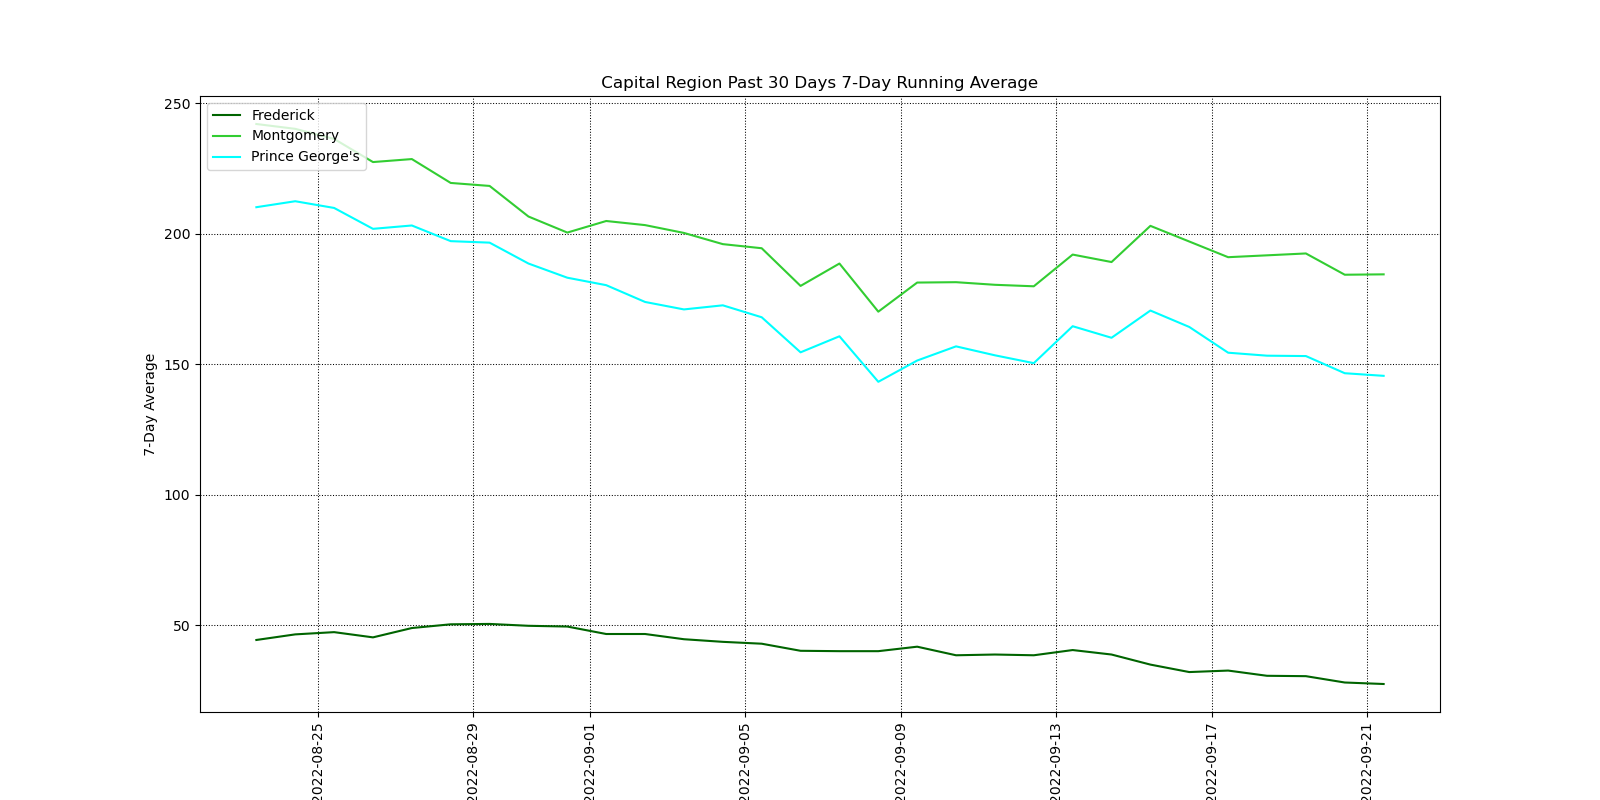 Capital Region Past 30 Days 7-Day Running Average
Frederick
Montgomery
Prince George's
7-Day Average
250
200
150
100
50
2022-08-25
2022-08-29
2022-09-01
2022-09-05
2022-09-09
2022-09-13
2022-09-17
2022-09-21